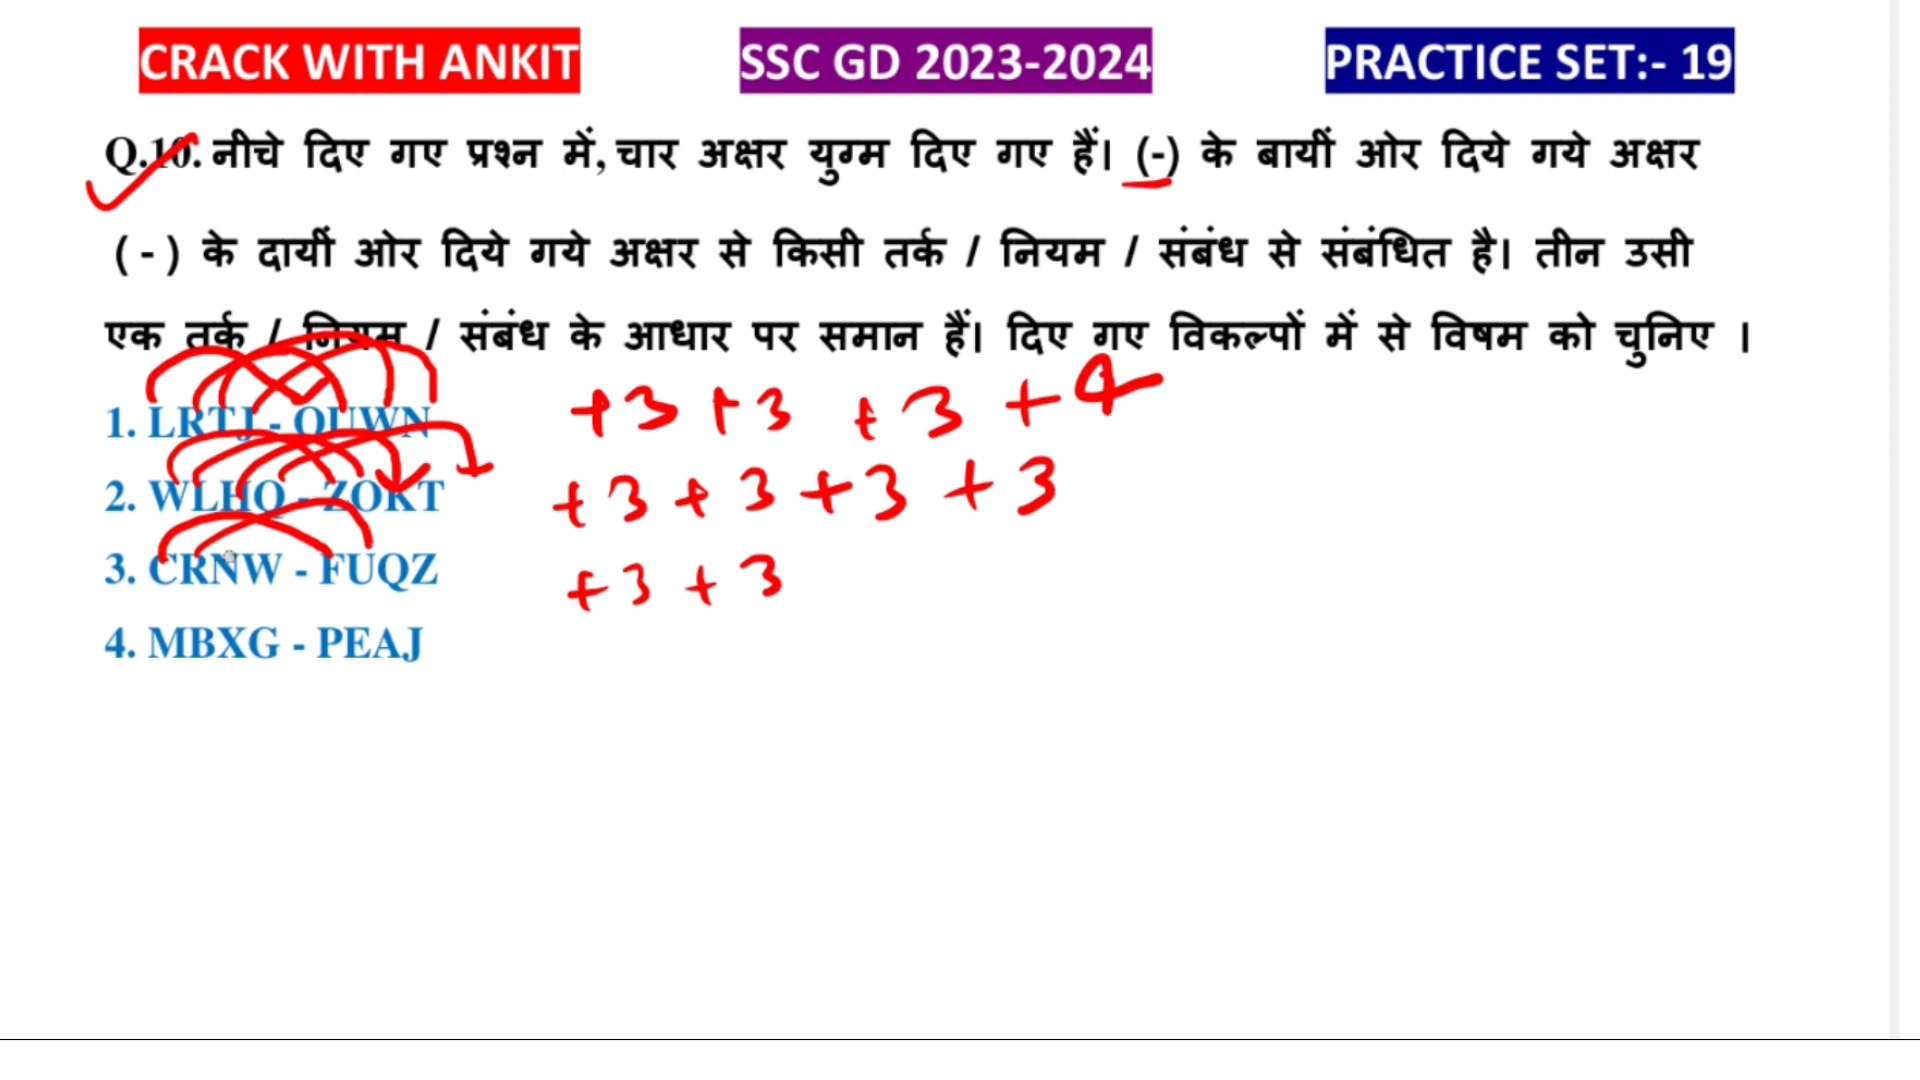 CRACK WITH ANKIT SSC GD 2023-2024 PRACTICE SET:- 19
Q.10. नीचे दिए गए प्रश्न में, चार अक्षर युग्म दिए गए हैं। (-) के बायीं ओर दिये गये अक्षर
( - ) के दायीं ओर दिये गये अक्षर से किसी तर्क / नियम / संबंध से संबंधित है। तीन उसी
एक तर्क / नियम / संबंध के आधार पर समान हैं। दिए गए विकल्पों में से विषम को चुनिए ।
1. LRTJ - OUWN +3 +3 +3 +4
2. WLHQ - ZOKT +3 +3 +3 +3
3. CRNW - FUQZ +3 +3
4. MBXG - PEAJ